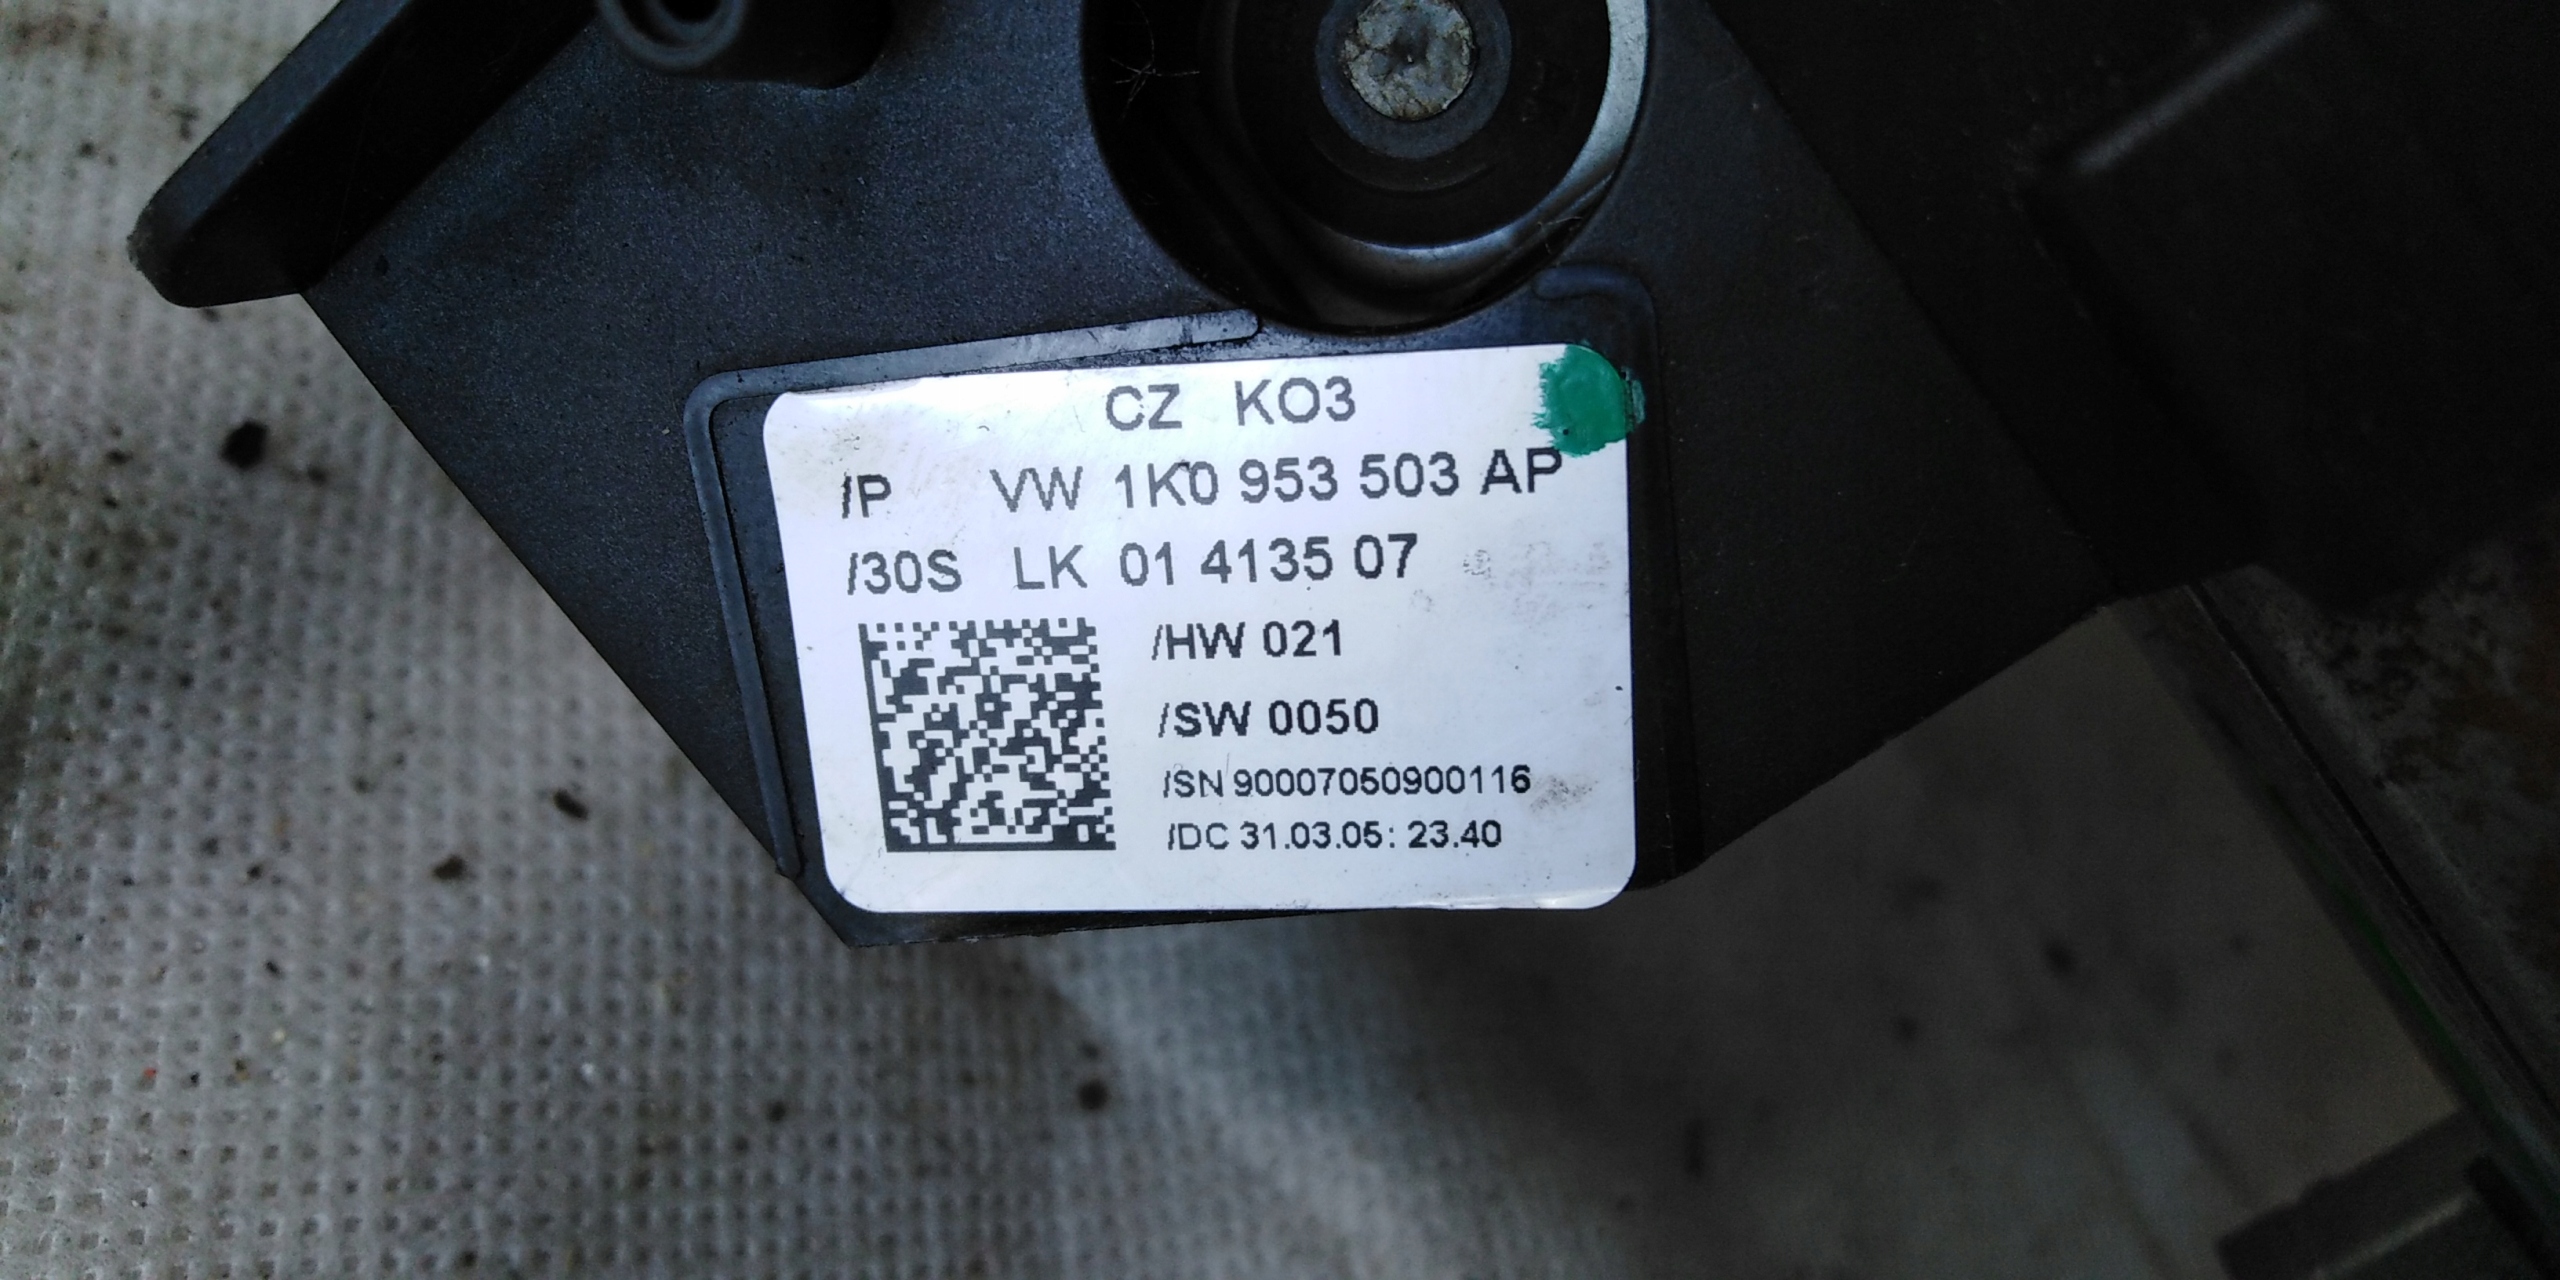 CZ KO3
/P VW 1K0 953 503 AP
/30S LK 01 4135 07
/HW 021
/SW 0050
/SN 90007050900116
/DC 31.03.05: 23.40